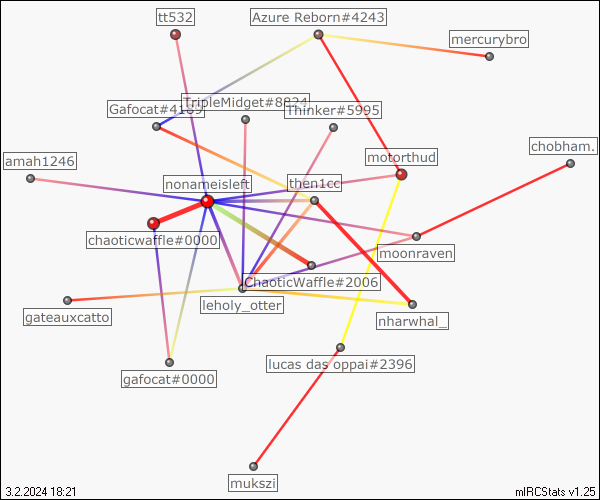 tt532
Azure Reborn#4243
mercurybro
TripleMidget#8824
Gafocat#4189
Thinker#5995
chobham.
amah1246
motorthud
nonameisleft
then1cc
chaoticwaffle#0000
moonraven
ChaoticWaffle#2006
leholy_otter
gateauxcatto
nharwhal_
lucas das oppai#2396
gafocat#0000
mukszi
3.2.2024 18:21
mIRCStats v1.25